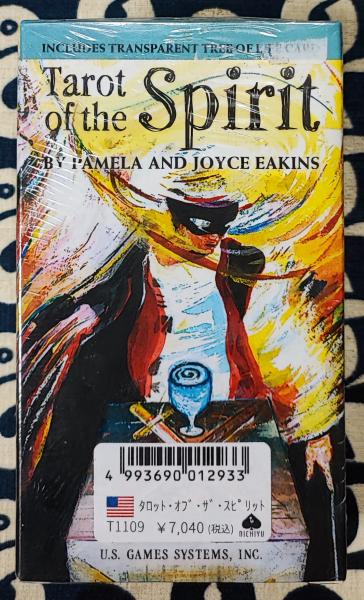 INCLUDES TRANSPARENT TREE OF LIFE CARD
Tarot
of the Spirit
BY PAMELA AND JOYCE EAKINS
4 993690 012933
タロット・オブ・ザ・スピリット
T1109 ¥7,040(税込)
NICHIYU
U.S. GAMES SYSTEMS, INC.